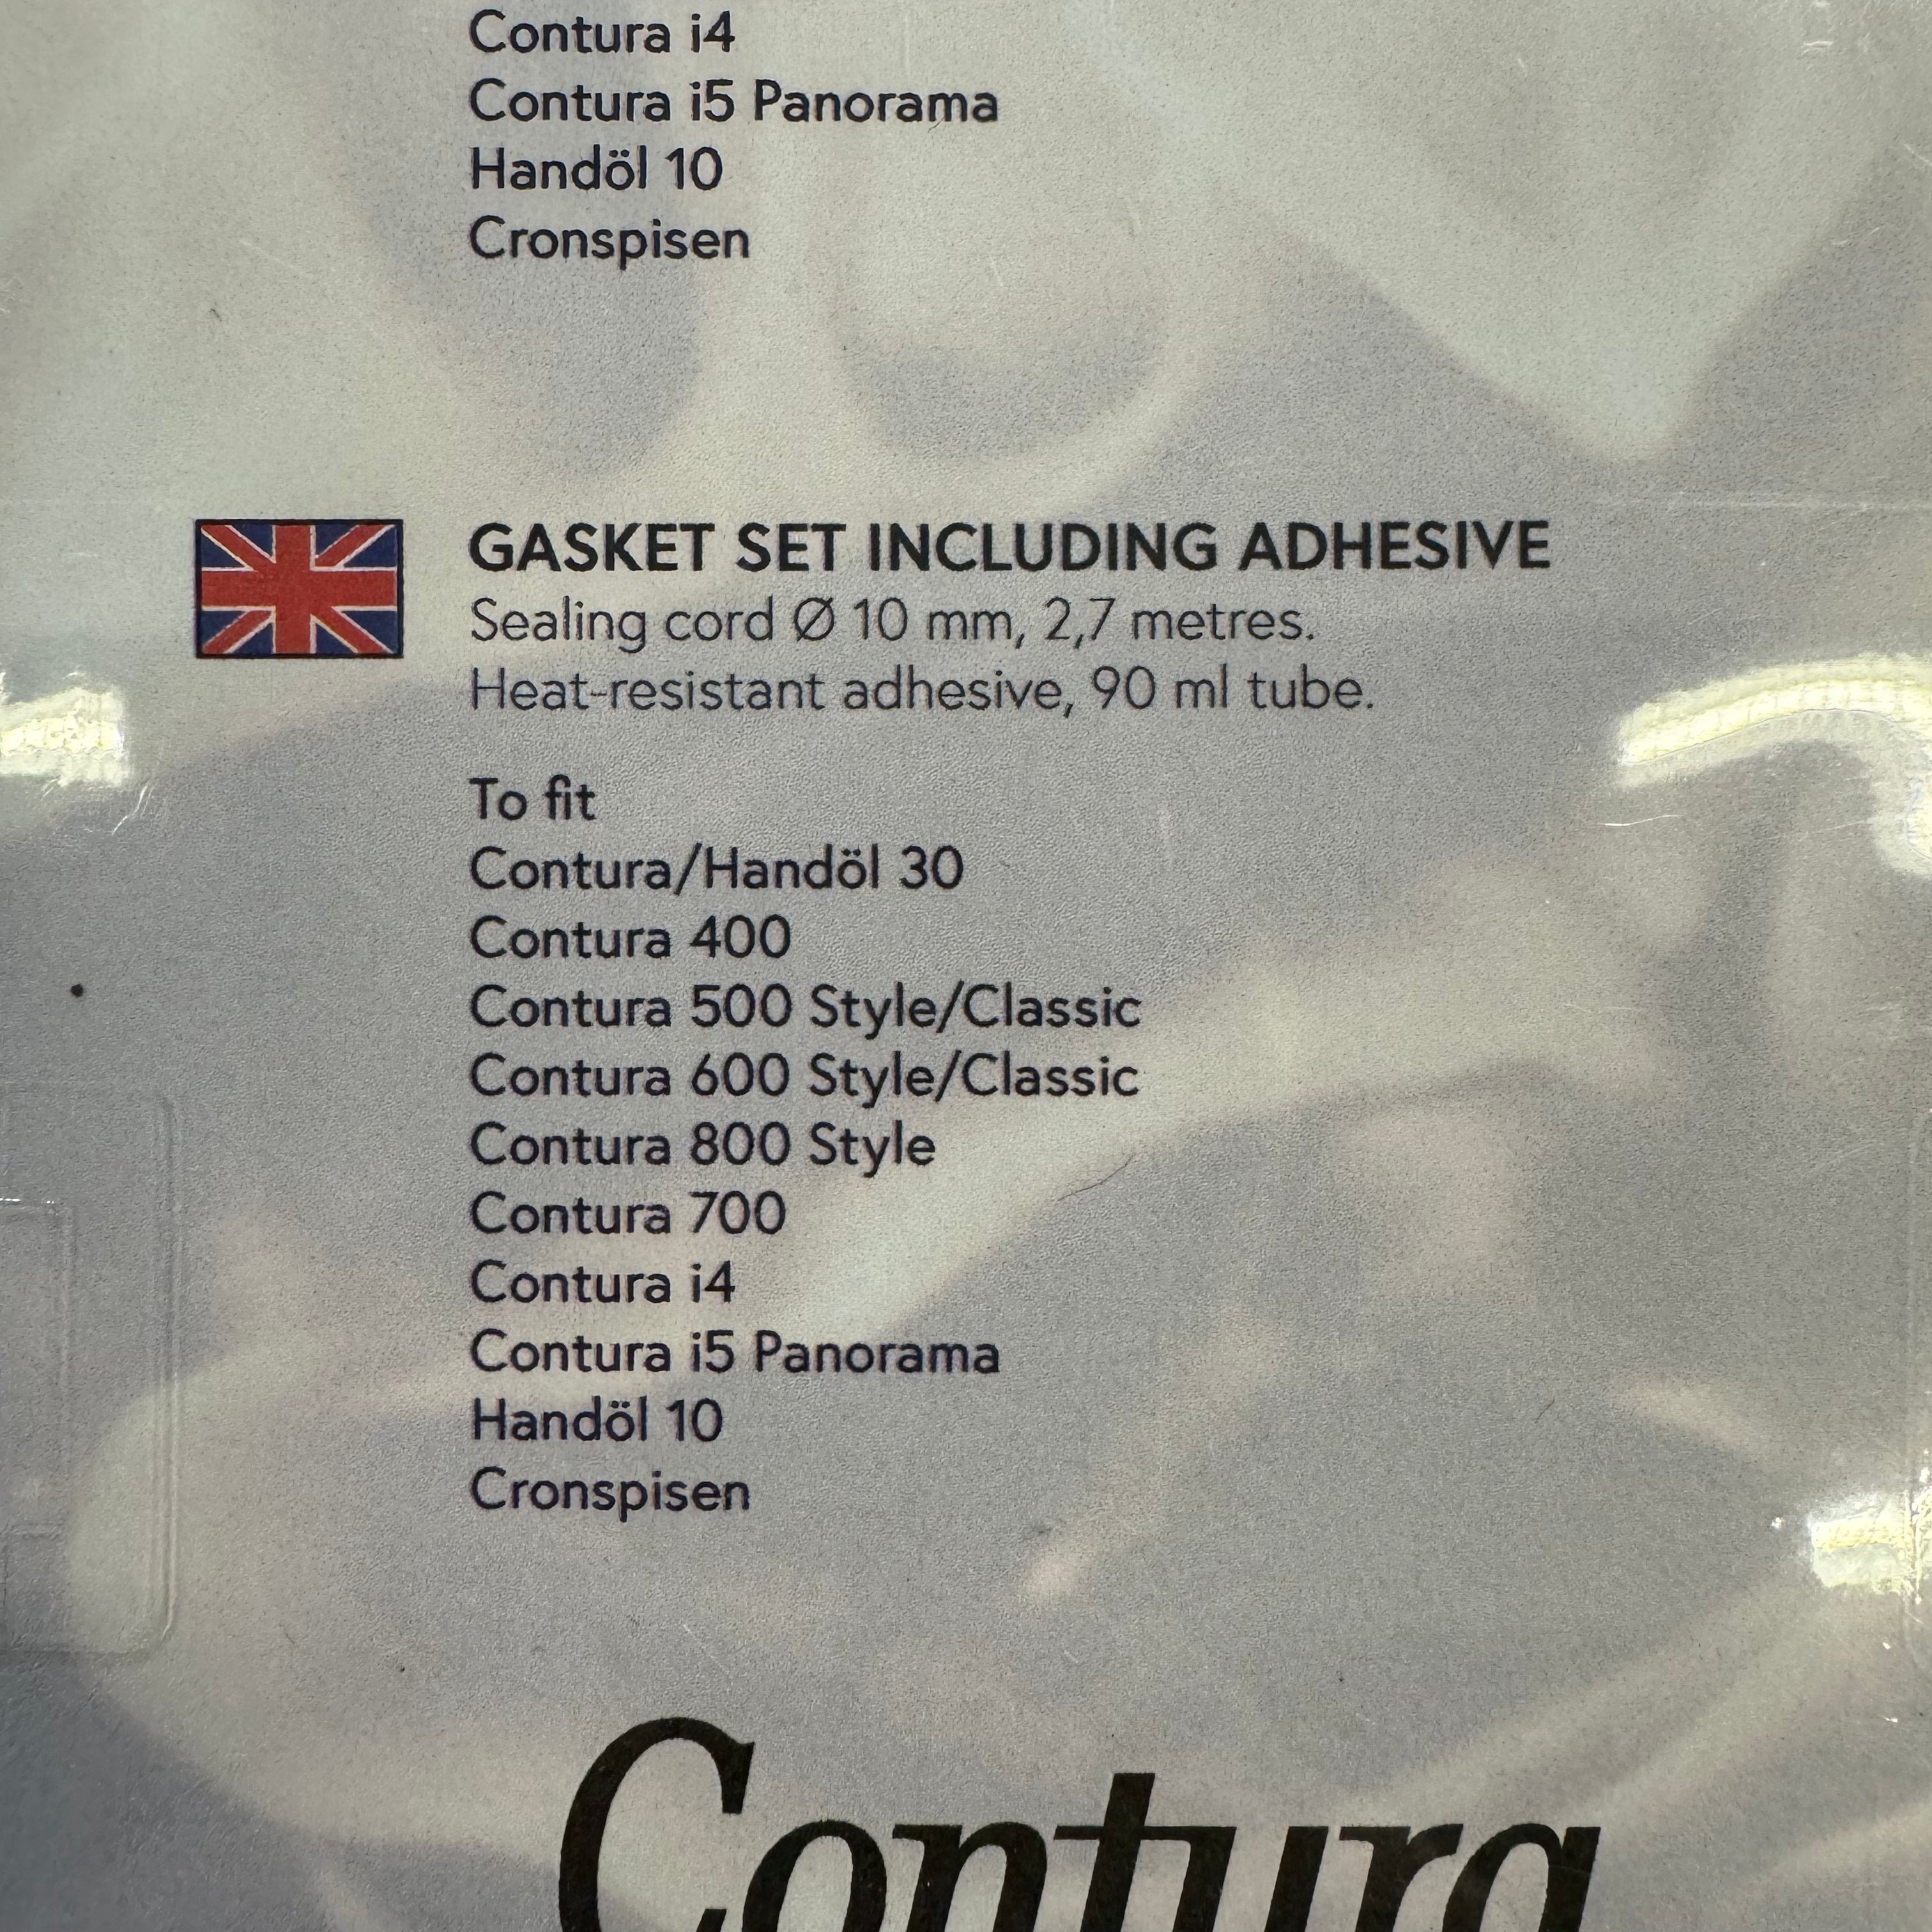 Contura i4
Contura i5 Panorama
Handöl 10
Cronspisen
GASKET SET INCLUDING ADHESIVE
Sealing cord Ø 10 mm, 2,7 metres.
Heat-resistant adhesive, 90 ml tube.
To fit
Contura/Handöl 30
Contura 400
Contura 500 Style/Classic
Contura 600 Style/Classic
Contura 800 Style
Contura 700
Contura i4
Contura i5 Panorama
Handöl 10
Cronspisen
Contura